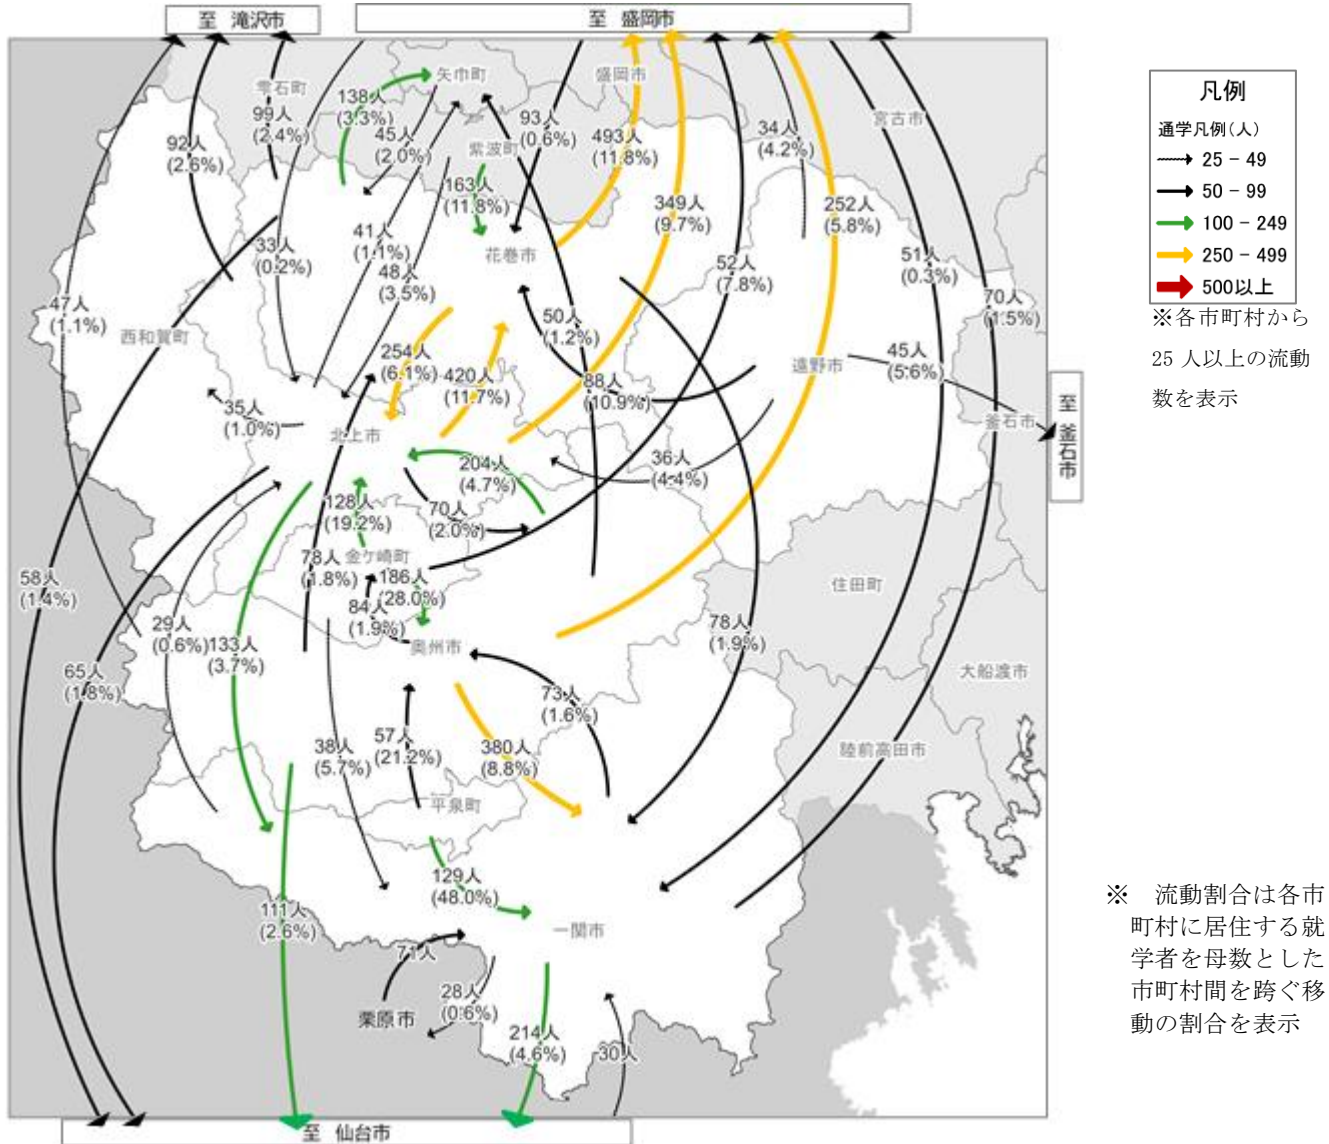 至 滝沢市
至 盛岡市
雫石町
矢巾町
盛岡市
宮古市
紫波町
138人
(3.3%)
99人
(2.4%)
92人
(2.6%)
45人
(2.0%)
93人
(0.6%)
493人
(11.8%)
34人
(4.2%)
163人
(11.8%)
349人
(9.7%)
252人
(5.8%)
33人
(0.2%)
41人
(1.1%)
48人
(3.5%)
花巻市
52人
(7.8%)
51人
(0.3%)
70人
(1.5%)
47人
(1.1%)
西和賀町
50人
(1.2%)
254人
(6.1%)
420人
(11.7%)
88人
(10.9%)
遠野市
45人
(5.6%)
釜石市
至 釜石市
35人
(1.0%)
北上市
204人
(4.7%)
36人
(4.4%)
128人
(19.2%)
70人
(2.0%)
金ケ崎町
78人
(1.8%)
186人
(28.0%)
84人
(1.9%)
58人
(1.4%)
住田町
29人
(0.6%)
133人
(3.7%)
奥州市
78人
(1.9%)
65人
(1.8%)
大船渡市
73人
(1.6%)
38人
(5.7%)
57人
(21.2%)
380人
(8.8%)
陸前高田市
平泉町
129人
(48.0%)
111人
(2.6%)
一関市
71人
栗原市
28人
(0.6%)
214人
(4.6%)
30人
至 仙台市
凡例
通学凡例(人)
25 - 49
50 - 99
100 - 249
250 - 499
500以上
※各市町村から
25 人以上の流動
数を表示
※ 流動割合は各市
町村に居住する就
学者を母数とした
市町村間を跨ぐ移
動の割合を表示